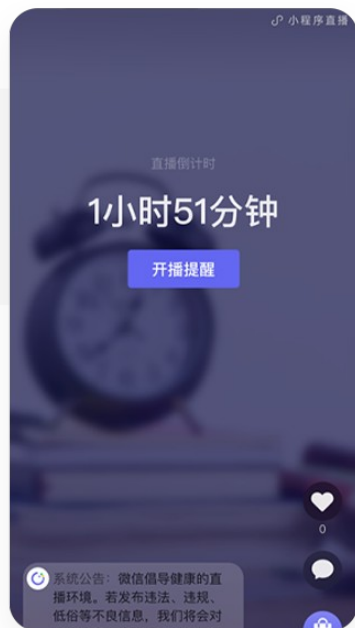 小程序直播
直播倒计时
1小时51分钟
开播提醒
0
系统公告：微信倡导健康的直
播环境。若发布违法、违规、
低俗等不良信息，我们将会对